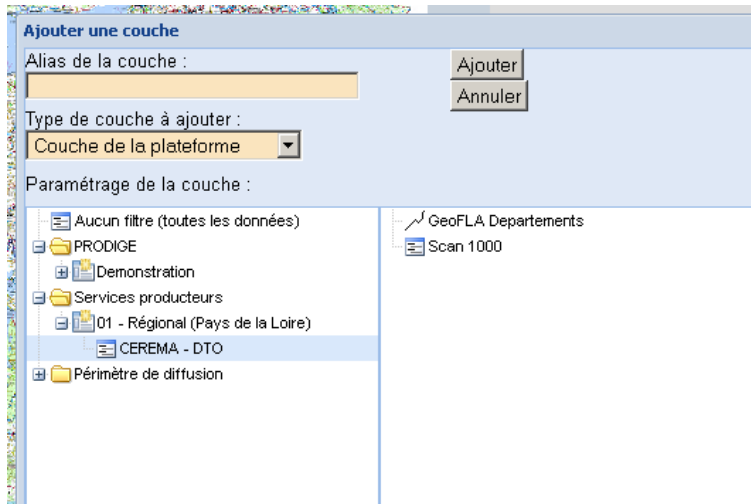 Ajouter une couche
Alias de la couche :
Ajouter
Annuler
Type de couche à ajouter :
Couche de la plateforme
Paramétrage de la couche :
Aucun filtre (toutes les données)
PRODIGE
Demonstration
Services producteurs
01 - Régional (Pays de la Loire)
CEREMA - DTO
Périmètre de diffusion
GeoFLA Departements
Scan 1000